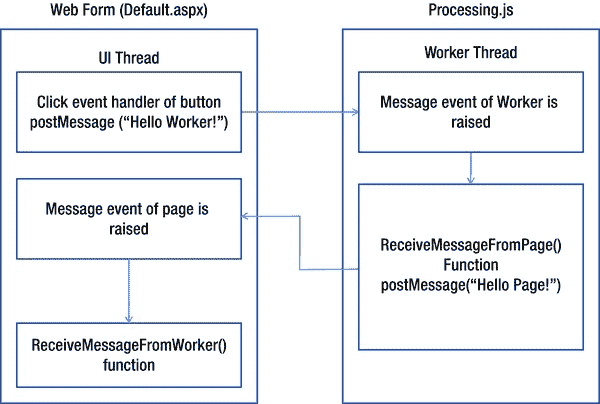 Web Form (Default.aspx)
UI Thread
Click event handler of button
postMessage (“Hello Worker!”)
Message event of page is
raised
ReceiveMessageFromWorker()
function
Processing.js
Worker Thread
Message event of Worker is
raised
ReceiveMessageFromPage()
Function
postMessage(“Hello Page!”)